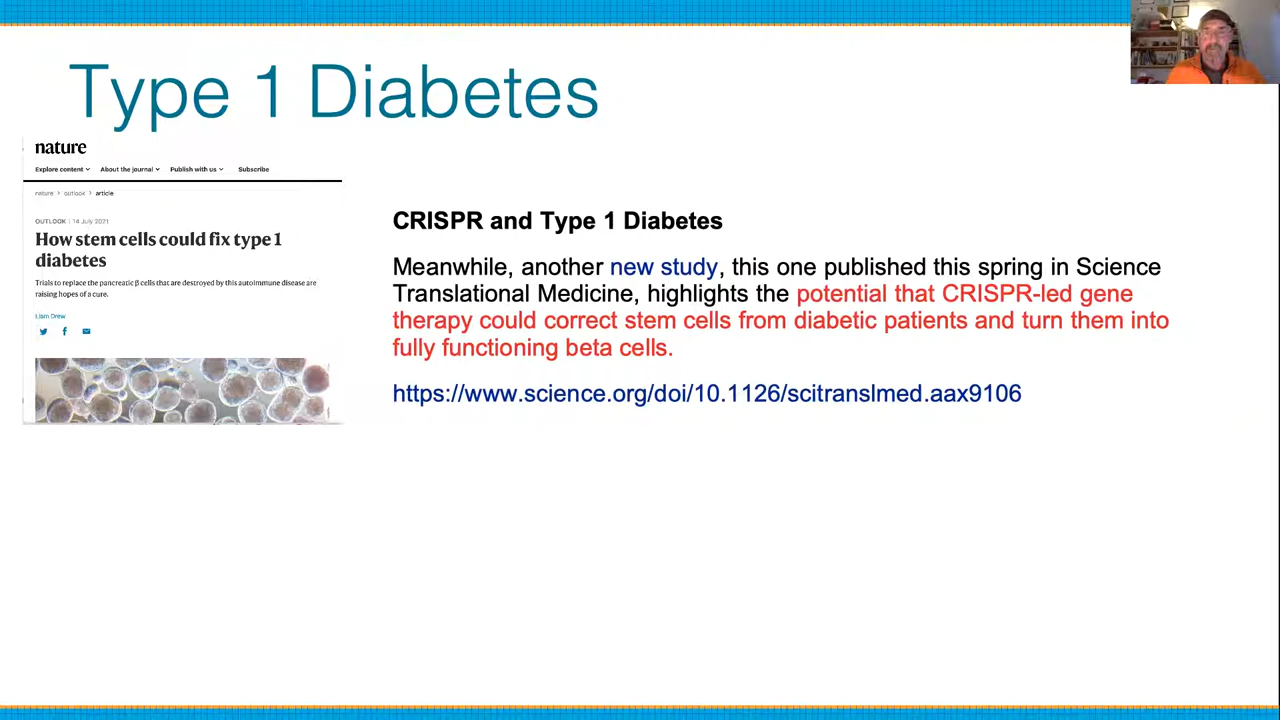 Type 1 Diabetes
nature
Explore content About the journal Publish with us Subscribe
nature > outlook > article
OUTLOOK | 14 July 2021
How stem cells could fix type 1
diabetes
Trials to replace the pancreatic β cells that are destroyed by this autoimmune disease are
raising hopes of a cure.
Liam Drew
CRISPR and Type 1 Diabetes
Meanwhile, another new study, this one published this spring in Science
Translational Medicine, highlights the potential that CRISPR-led gene
therapy could correct stem cells from diabetic patients and turn them into
fully functioning beta cells.
https://www.science.org/doi/10.1126/scitranslmed.aax9106